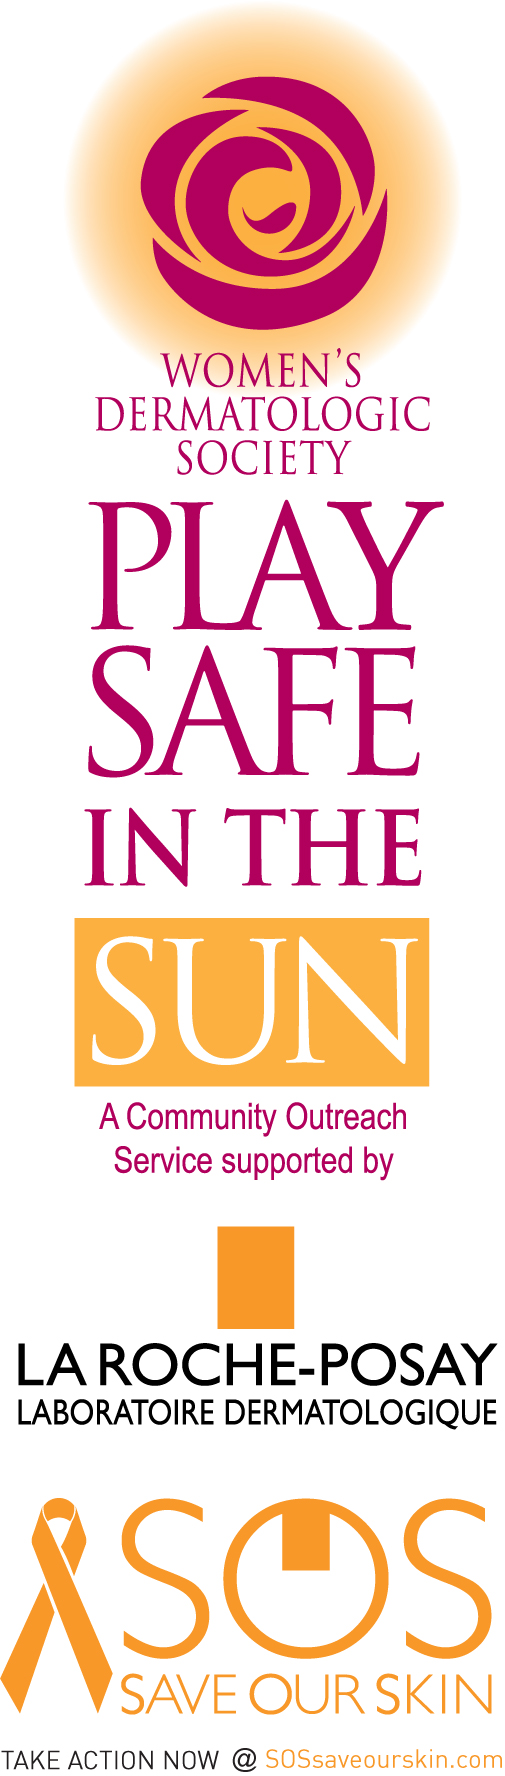 WOMEN'S
DERMATOLOGIC
SOCIETY
PLAY
SAFE
IN THE
SUN
A Community Outreach
Service supported by
LA ROCHE-POSAY
LABORATOIRE DERMATOLOGIQUE
SOS
SAVE OUR SKIN
TAKE ACTION NOW @ SOSsaveourskin.com